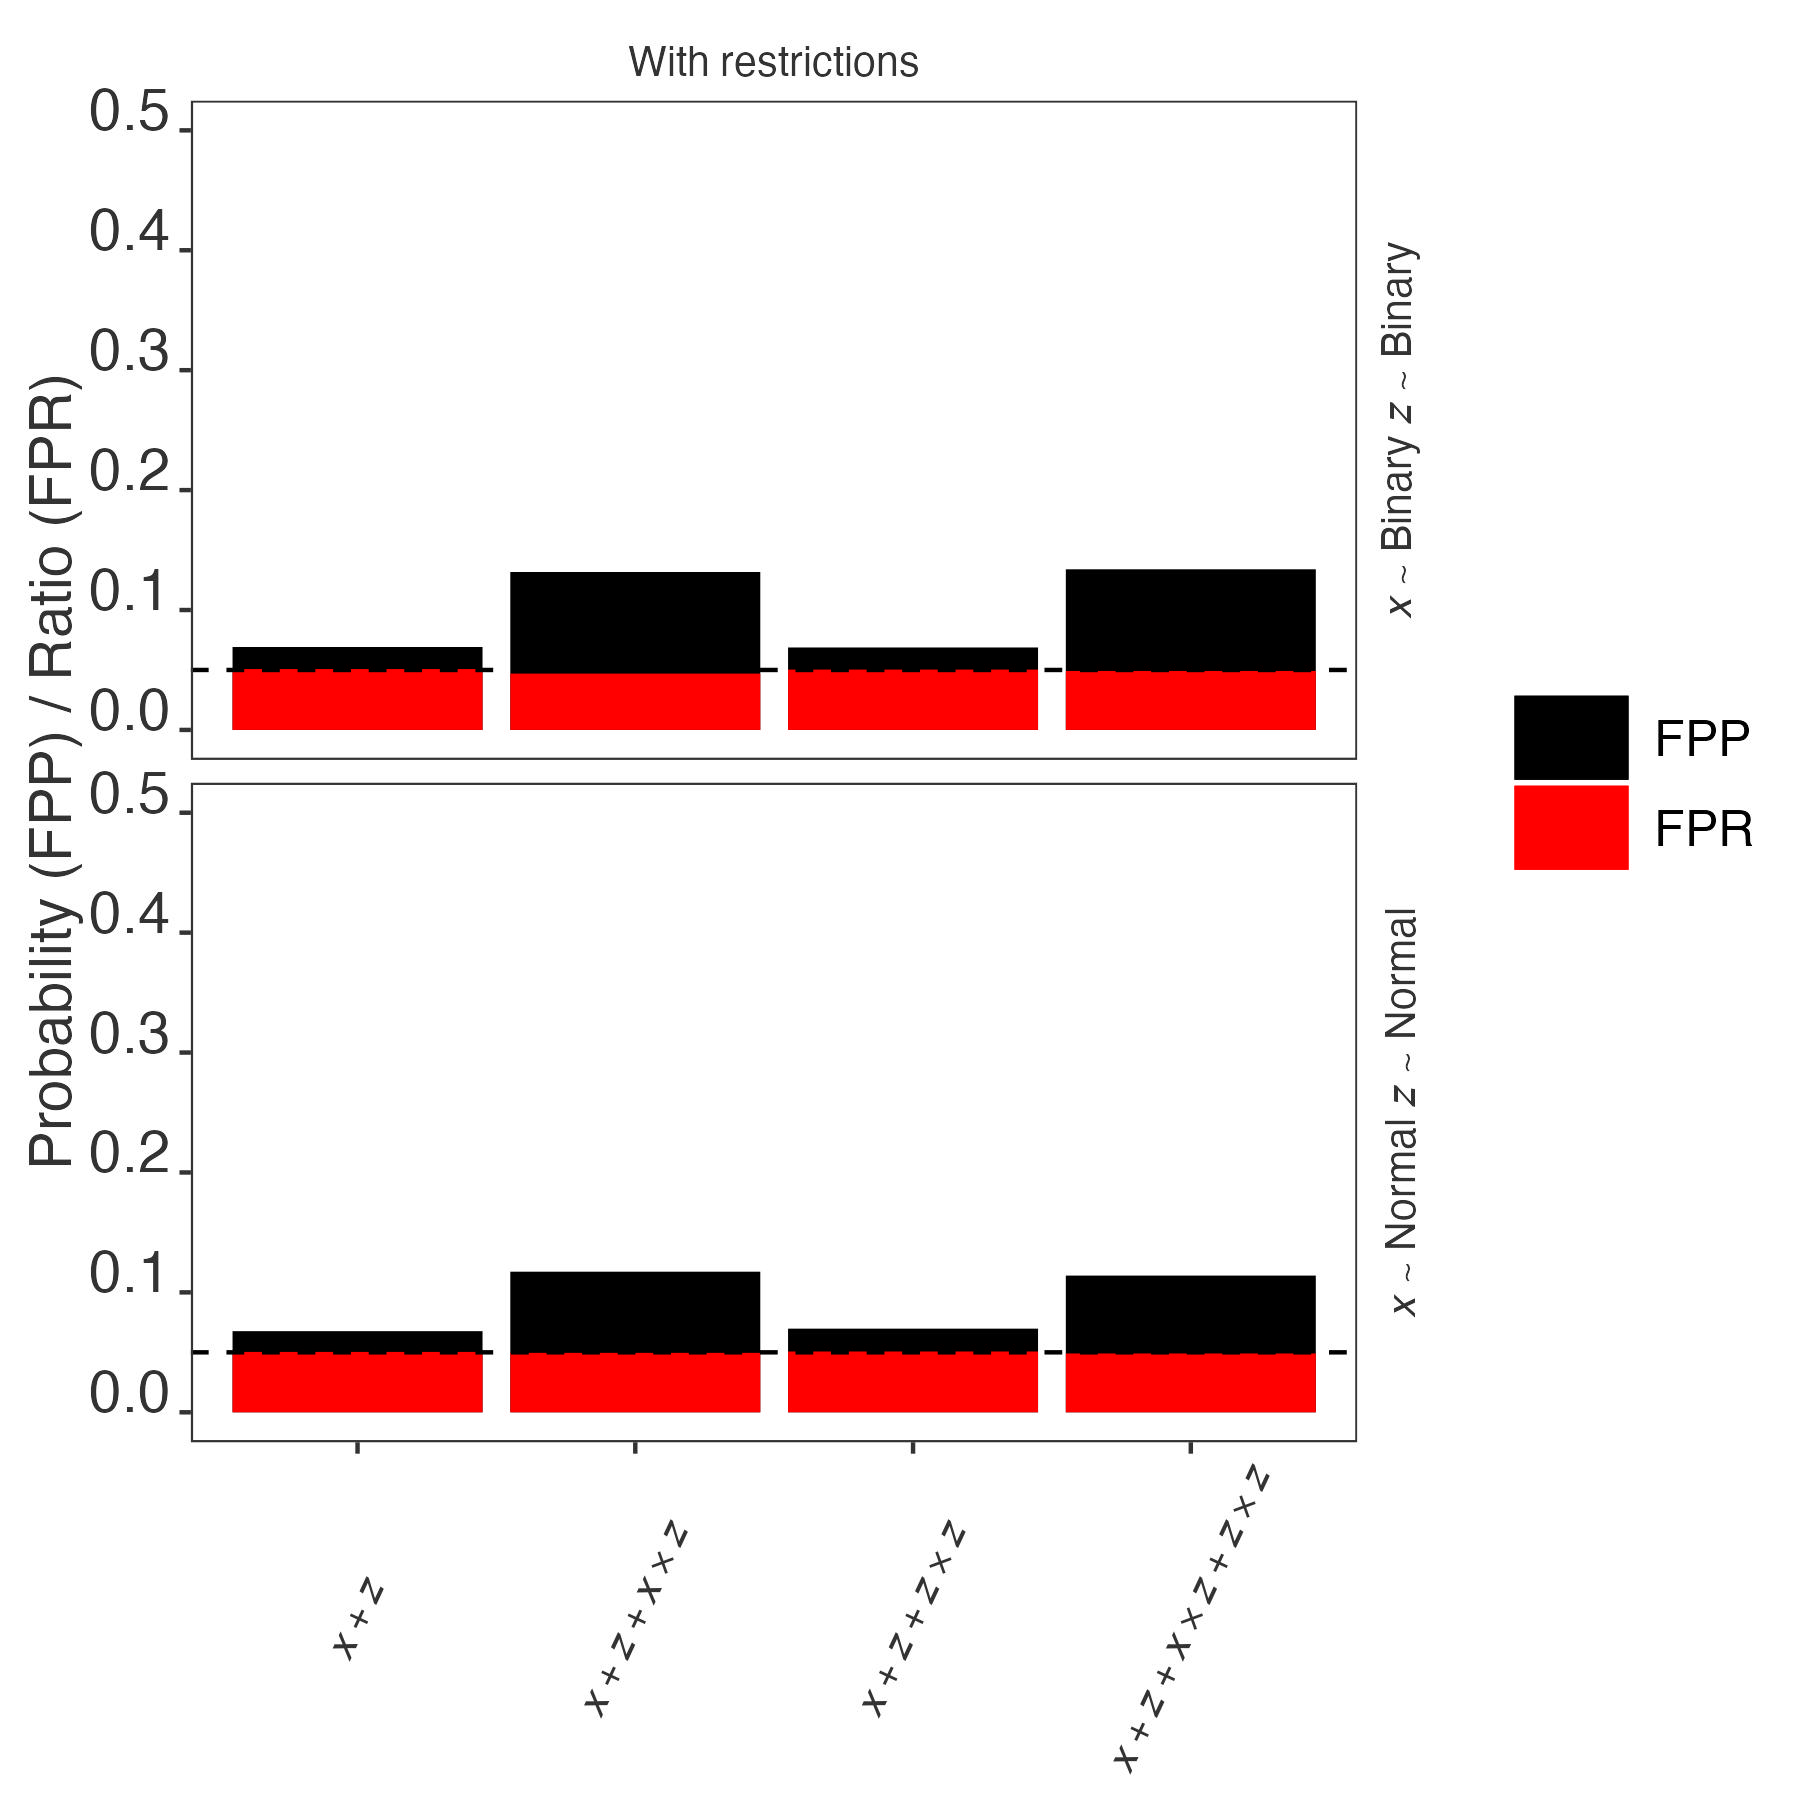 With restrictions
Probability (FPP) / Ratio (FPR)
0.5
0.4
0.3
0.2
0.1
0.0
x ~ Binary z ~ Binary
0.5
0.4
0.3
0.2
0.1
0.0
x ~ Normal z ~ Normal
x + z
x + z + x × z
x + z + z × z
x + z + x × z + z × z
FPP
FPR